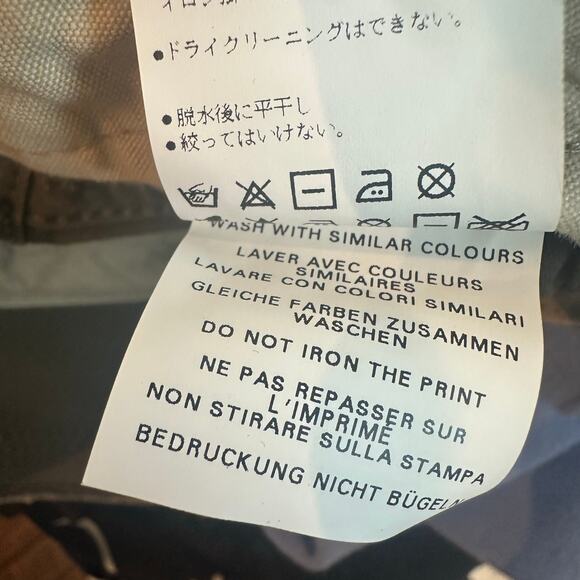 ●ドライクリーニングはできない。
●脱水後に平干し
●絞ってはいけない。
WASH WITH SIMILAR COLOURS
LAVER AVEC COULEURS
SIMILAIRES
LAVARE CON COLORI SIMILARI
GLEICHE FARBEN ZUSAMMEN
WASCHEN
DO NOT IRON THE PRINT
NE PAS REPASSER SUR
L'IMPRIMÉ
NON STIRARE SULLA STAMPA
BEDRUCKUNG NICHT BÜGELN